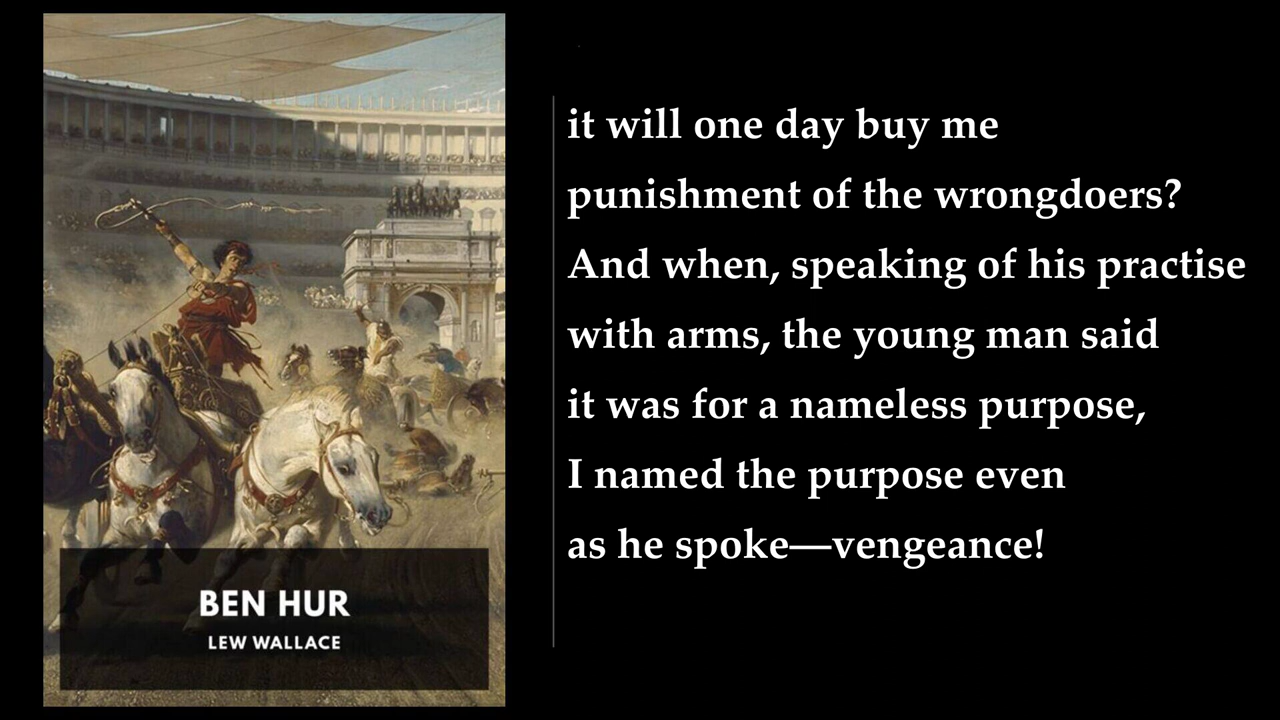 BEN HUR
LEW WALLACE
it will one day buy me
punishment of the wrongdoers?
And when, speaking of his practise
with arms, the young man said
it was for a nameless purpose,
I named the purpose even
as he spoke—vengeance!